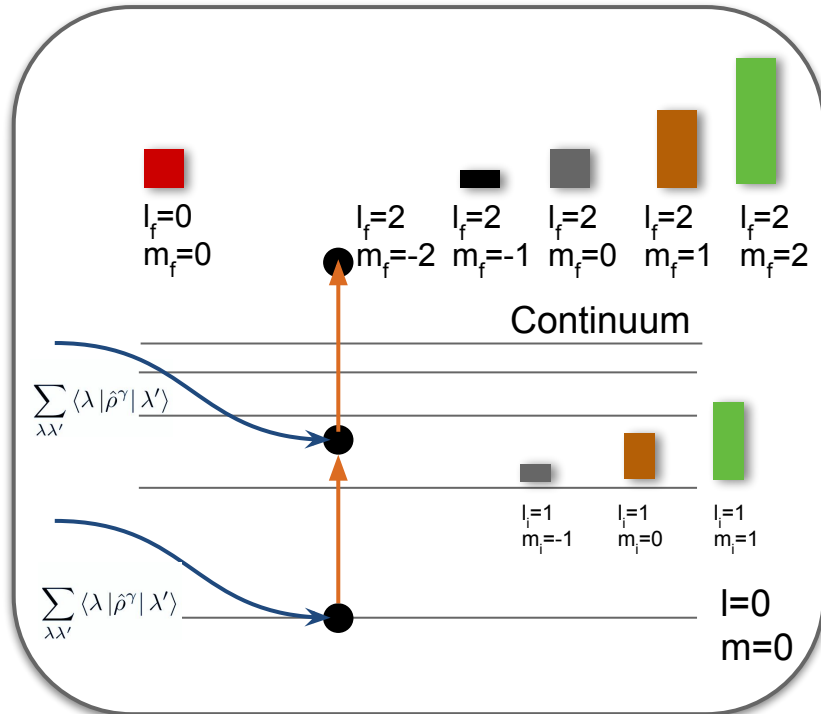 l_f=0 l_f=2 l_f=2 l_f=2 l_f=2 l_f=2
m_f=0 m_f=-2 m_f=-1 m_f=0 m_f=1 m_f=2
Continuum
∑_{λλ′} ⟨λ |ρ̂^γ| λ′⟩
l_i=1 l_i=1 l_i=1
m_i=-1 m_i=0 m_i=1
∑_{λλ′} ⟨λ |ρ̂^γ| λ′⟩
l=0
m=0